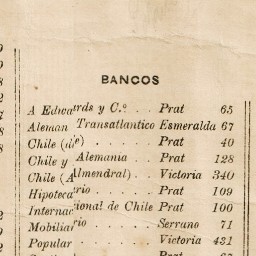 BANCOS
A Edwards y C.º . . Prat 65
Aleman Transatlantico Esmeralda 67
Chile (de) . . . . . Prat 40
Chile y Alemania . . Prat 128
Chile (Almendral) . . Victoria 340
Hipotecario . . . . Prat 109
Internacional de Chile Prat 100
Mobiliario . . . . . Serrano 71
Popular . . . . . . Victoria 431